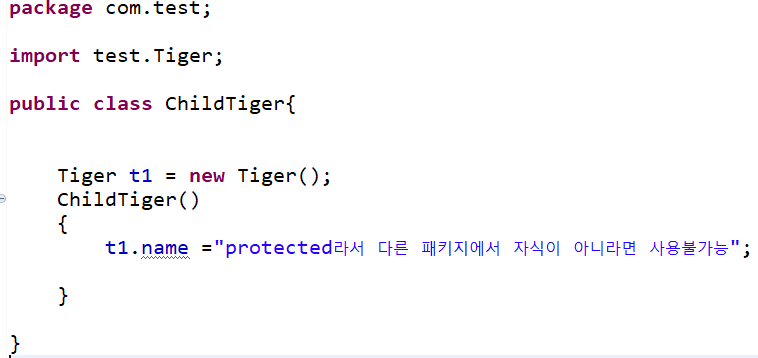 package com.test;
import test.Tiger;
public class ChildTiger{
Tiger t1 = new Tiger();
ChildTiger()
{
t1.name ="protected라서 다른 패키지에서 자식이 아니라면 사용불가능";
}
}